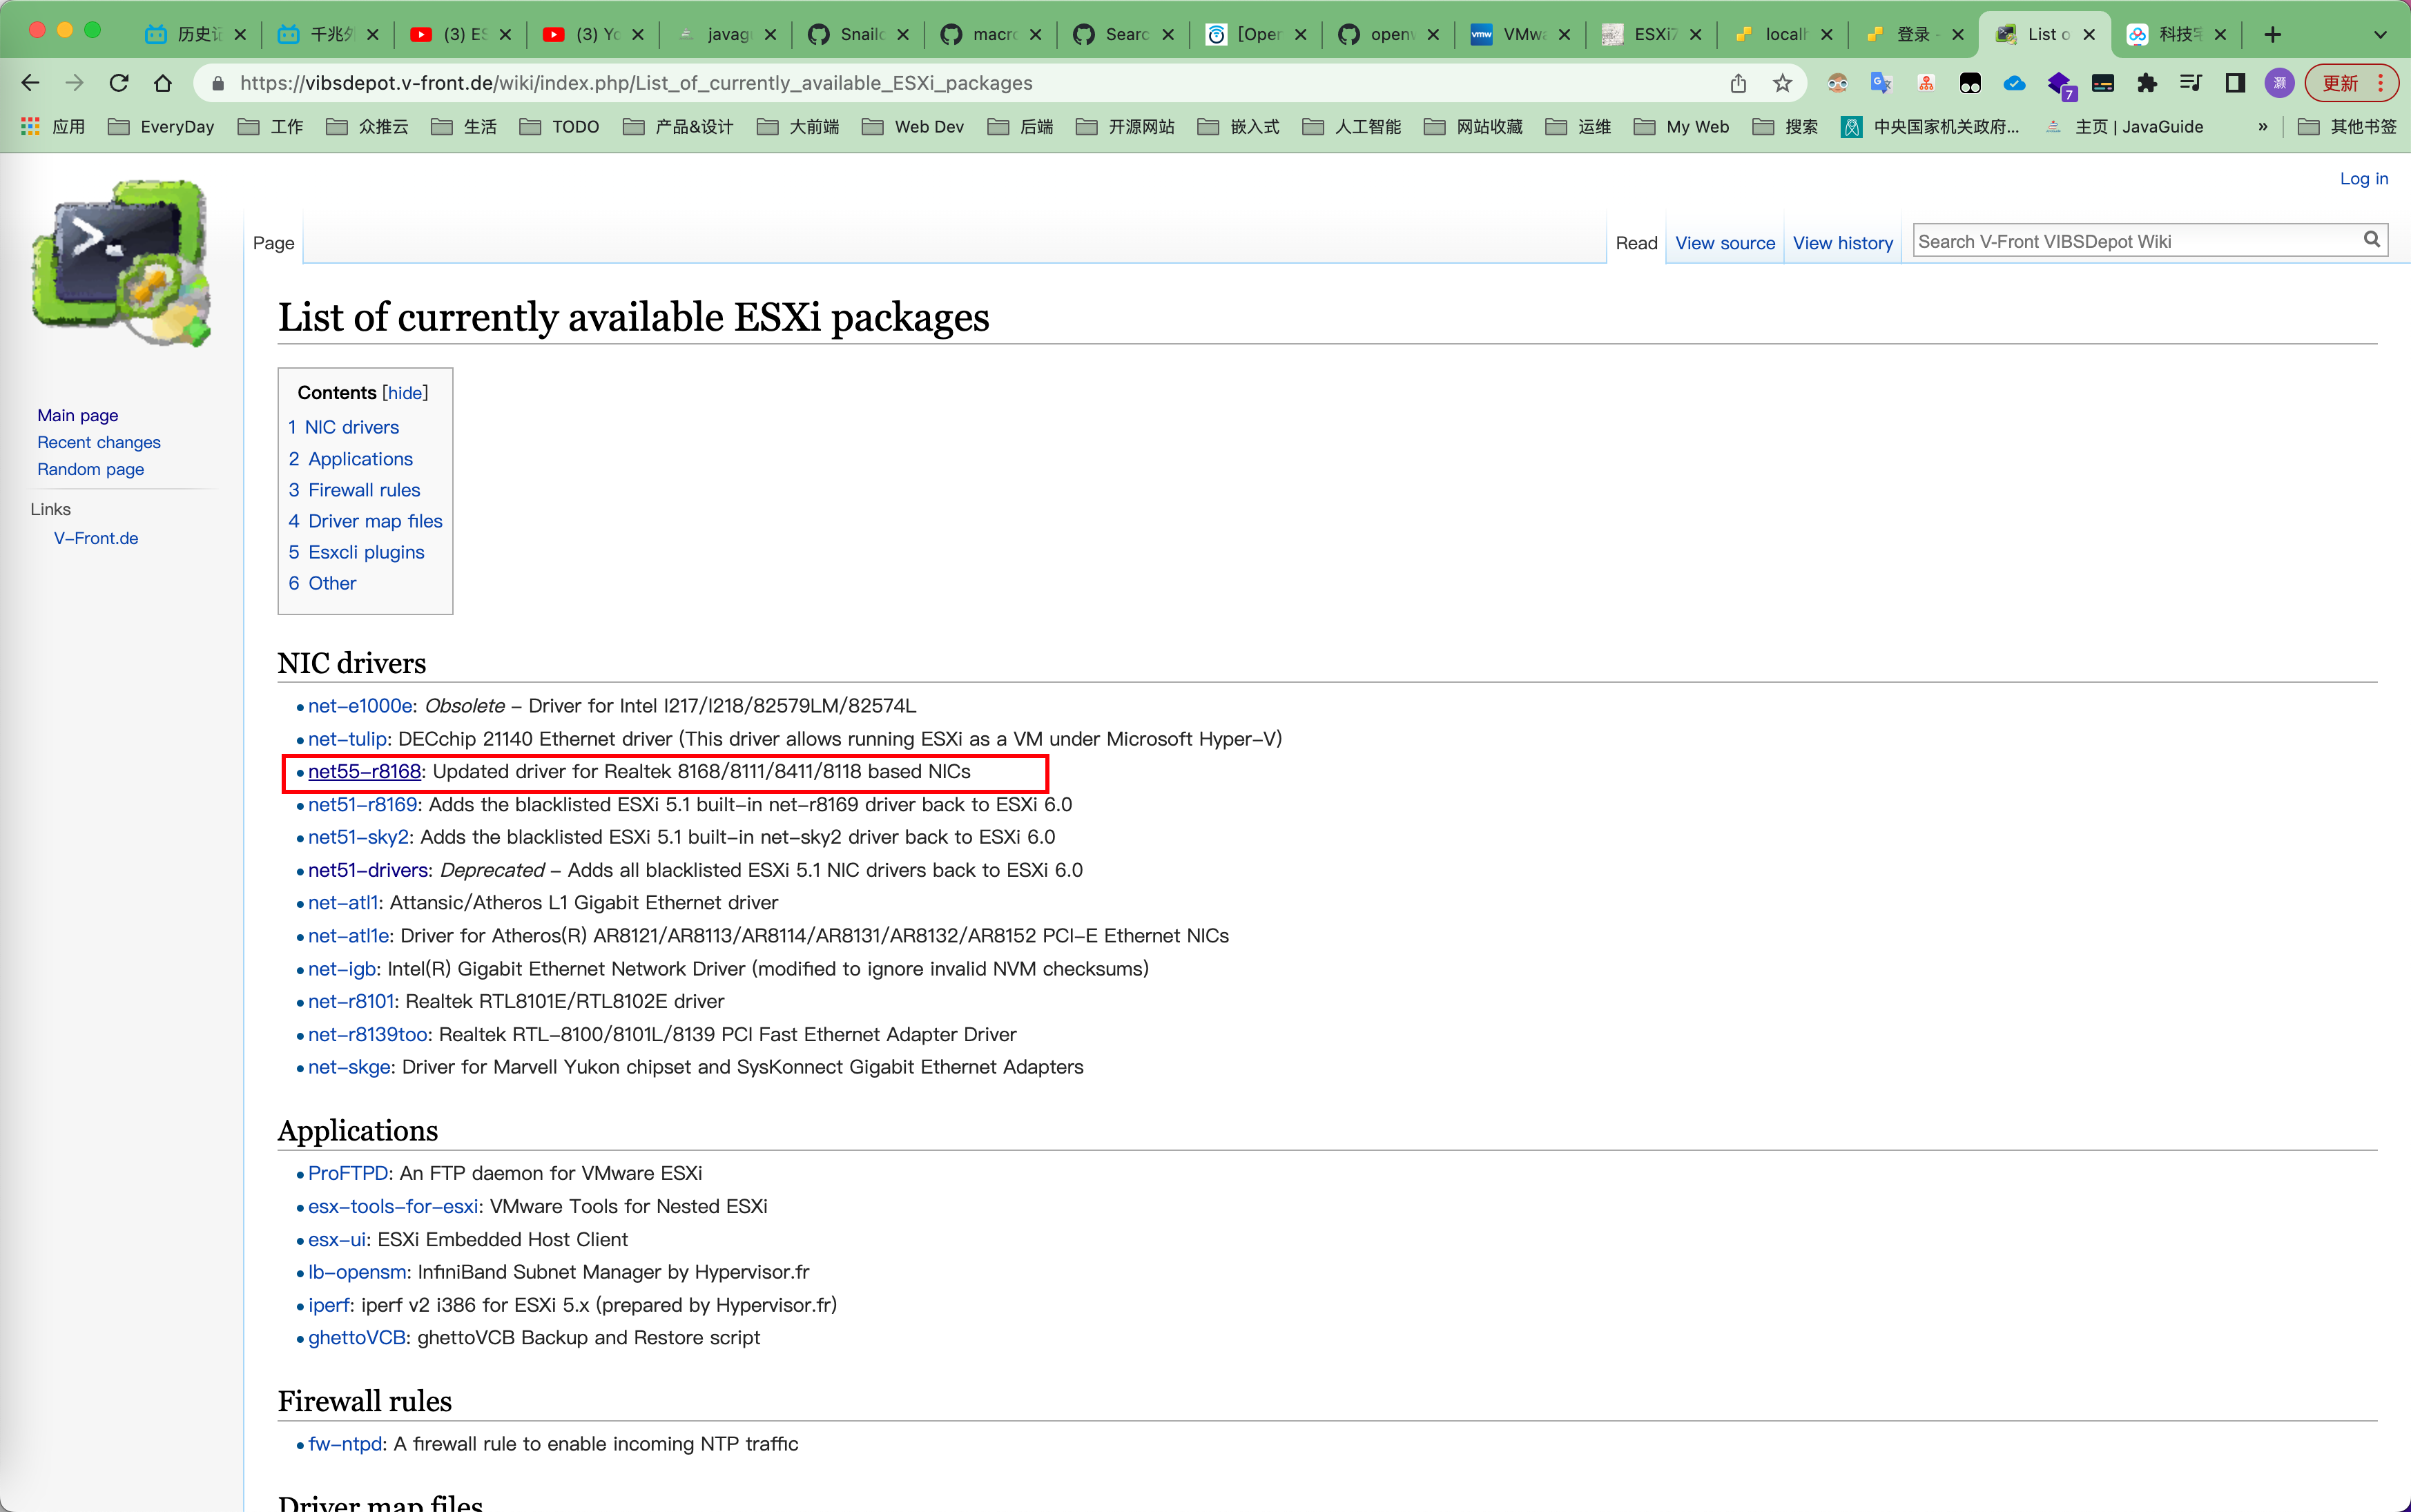 历史记
千兆外
(3) ES
(3) Yo
javagu
Snailc
macro
Searc
[Open
openw
VMwa
ESXi7
localh
登录 -
List o
科技宅
https://vibsdepot.v-front.de/wiki/index.php/List_of_currently_available_ESXi_packages
7
灏
更新
应用
EveryDay
工作
众推云
生活
TODO
产品&设计
大前端
Web Dev
后端
开源网站
嵌入式
人工智能
网站收藏
运维
My Web
搜索
中央国家机关政府...
主页 | JavaGuide
»
其他书签
Log in
Page
Read
View source
View history
Search V-Front VIBSDepot Wiki
Main page
Recent changes
Random page
Links
V-Front.de
List of currently available ESXi packages
Contents [hide]
1 NIC drivers
2 Applications
3 Firewall rules
4 Driver map files
5 Esxcli plugins
6 Other
NIC drivers
net-e1000e: Obsolete - Driver for Intel I217/I218/82579LM/82574L
net-tulip: DECchip 21140 Ethernet driver (This driver allows running ESXi as a VM under Microsoft Hyper-V)
net55-r8168: Updated driver for Realtek 8168/8111/8411/8118 based NICs
net51-r8169: Adds the blacklisted ESXi 5.1 built-in net-r8169 driver back to ESXi 6.0
net51-sky2: Adds the blacklisted ESXi 5.1 built-in net-sky2 driver back to ESXi 6.0
net51-drivers: Deprecated - Adds all blacklisted ESXi 5.1 NIC drivers back to ESXi 6.0
net-atl1: Attansic/Atheros L1 Gigabit Ethernet driver
net-atl1e: Driver for Atheros(R) AR8121/AR8113/AR8114/AR8131/AR8132/AR8152 PCI-E Ethernet NICs
net-igb: Intel(R) Gigabit Ethernet Network Driver (modified to ignore invalid NVM checksums)
net-r8101: Realtek RTL8101E/RTL8102E driver
net-r8139too: Realtek RTL-8100/8101L/8139 PCI Fast Ethernet Adapter Driver
net-skge: Driver for Marvell Yukon chipset and SysKonnect Gigabit Ethernet Adapters
Applications
ProFTPD: An FTP daemon for VMware ESXi
esx-tools-for-esxi: VMware Tools for Nested ESXi
esx-ui: ESXi Embedded Host Client
Ib-opensm: InfiniBand Subnet Manager by Hypervisor.fr
iperf: iperf v2 i386 for ESXi 5.x (prepared by Hypervisor.fr)
ghettoVCB: ghettoVCB Backup and Restore script
Firewall rules
fw-ntpd: A firewall rule to enable incoming NTP traffic
Driver map files